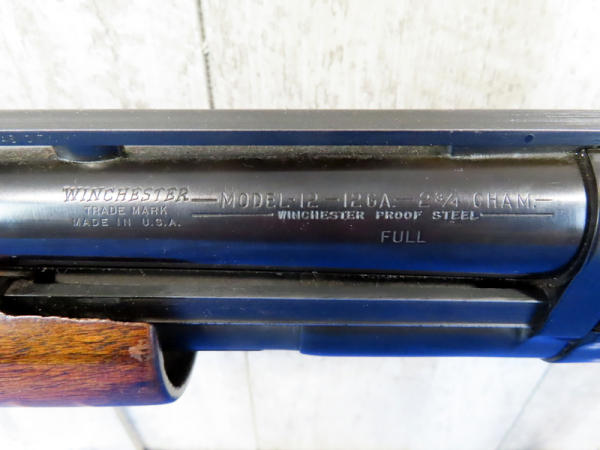 WINCHESTER
TRADE MARK
MADE IN U.S.A.
—MODEL-12—12GA.—2¾ CHAM.—
WINCHESTER PROOF STEEL
FULL